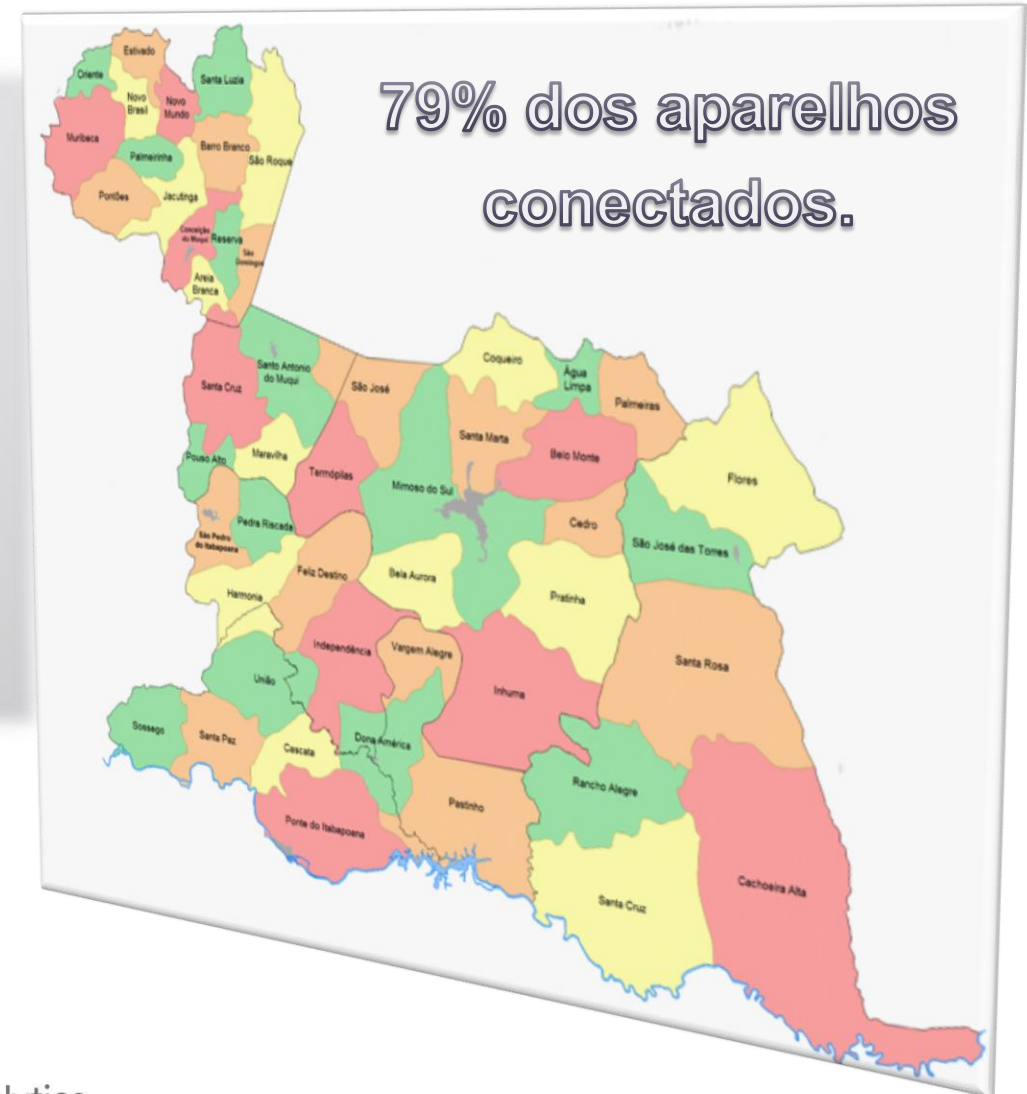 79% dos aparelhos
conectados.
Estivado
Oriente
Santa Luzia
Novo
Brasil
Novo
Mundo
Muribeca
Barro Branco
Palmeirinha
São Roque
Pontões
Jacutinga
Conceição
do Muqui
Reserva
São
Domingos
Areia
Branca
Santo Antonio
do Muqui
Santa Cruz
São José
Coqueiro
Água
Limpa
Palmeiras
Santa Marta
Belo Monte
Pouso Alto
Maravilha
Termópilas
Mimoso do Sul
Flores
Pedra Riscada
Cedro
São Pedro
do Itabapoana
São José das Torres
Feliz Destino
Bela Aurora
Harmonia
Pratinha
Independência
Vargem Alegre
Santa Rosa
União
Inhuma
Sossego
Santa Paz
Cascata
Dona América
Rancho Alegre
Pastinho
Ponte do Itabapoana
Cachoeira Alta
Santa Cruz